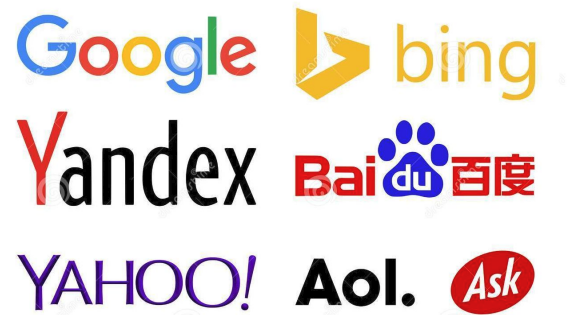 Google
bing
Yandex
Bai du 百度
YAHOO!
Aol.
Ask